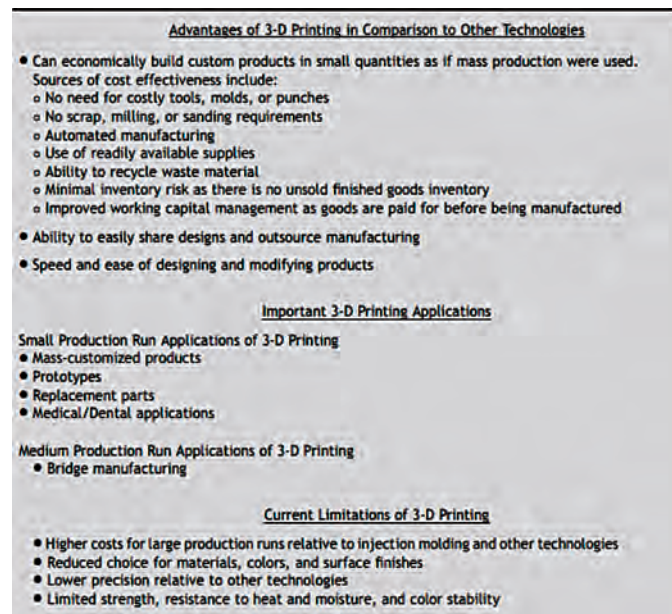 Advantages of 3-D Printing in Comparison to Other Technologies
• Can economically build custom products in small quantities as if mass production were used.
Sources of cost effectiveness include:
o No need for costly tools, molds, or punches
o No scrap, milling, or sanding requirements
o Automated manufacturing
o Use of readily available supplies
o Ability to recycle waste material
o Minimal inventory risk as there is no unsold finished goods inventory
o Improved working capital management as goods are paid for before being manufactured
• Ability to easily share designs and outsource manufacturing
• Speed and ease of designing and modifying products
Important 3-D Printing Applications
Small Production Run Applications of 3-D Printing
• Mass-customized products
• Prototypes
• Replacement parts
• Medical/Dental applications
Medium Production Run Applications of 3-D Printing
• Bridge manufacturing
Current Limitations of 3-D Printing
• Higher costs for large production runs relative to injection molding and other technologies
• Reduced choice for materials, colors, and surface finishes
• Lower precision relative to other technologies
• Limited strength, resistance to heat and moisture, and color stability